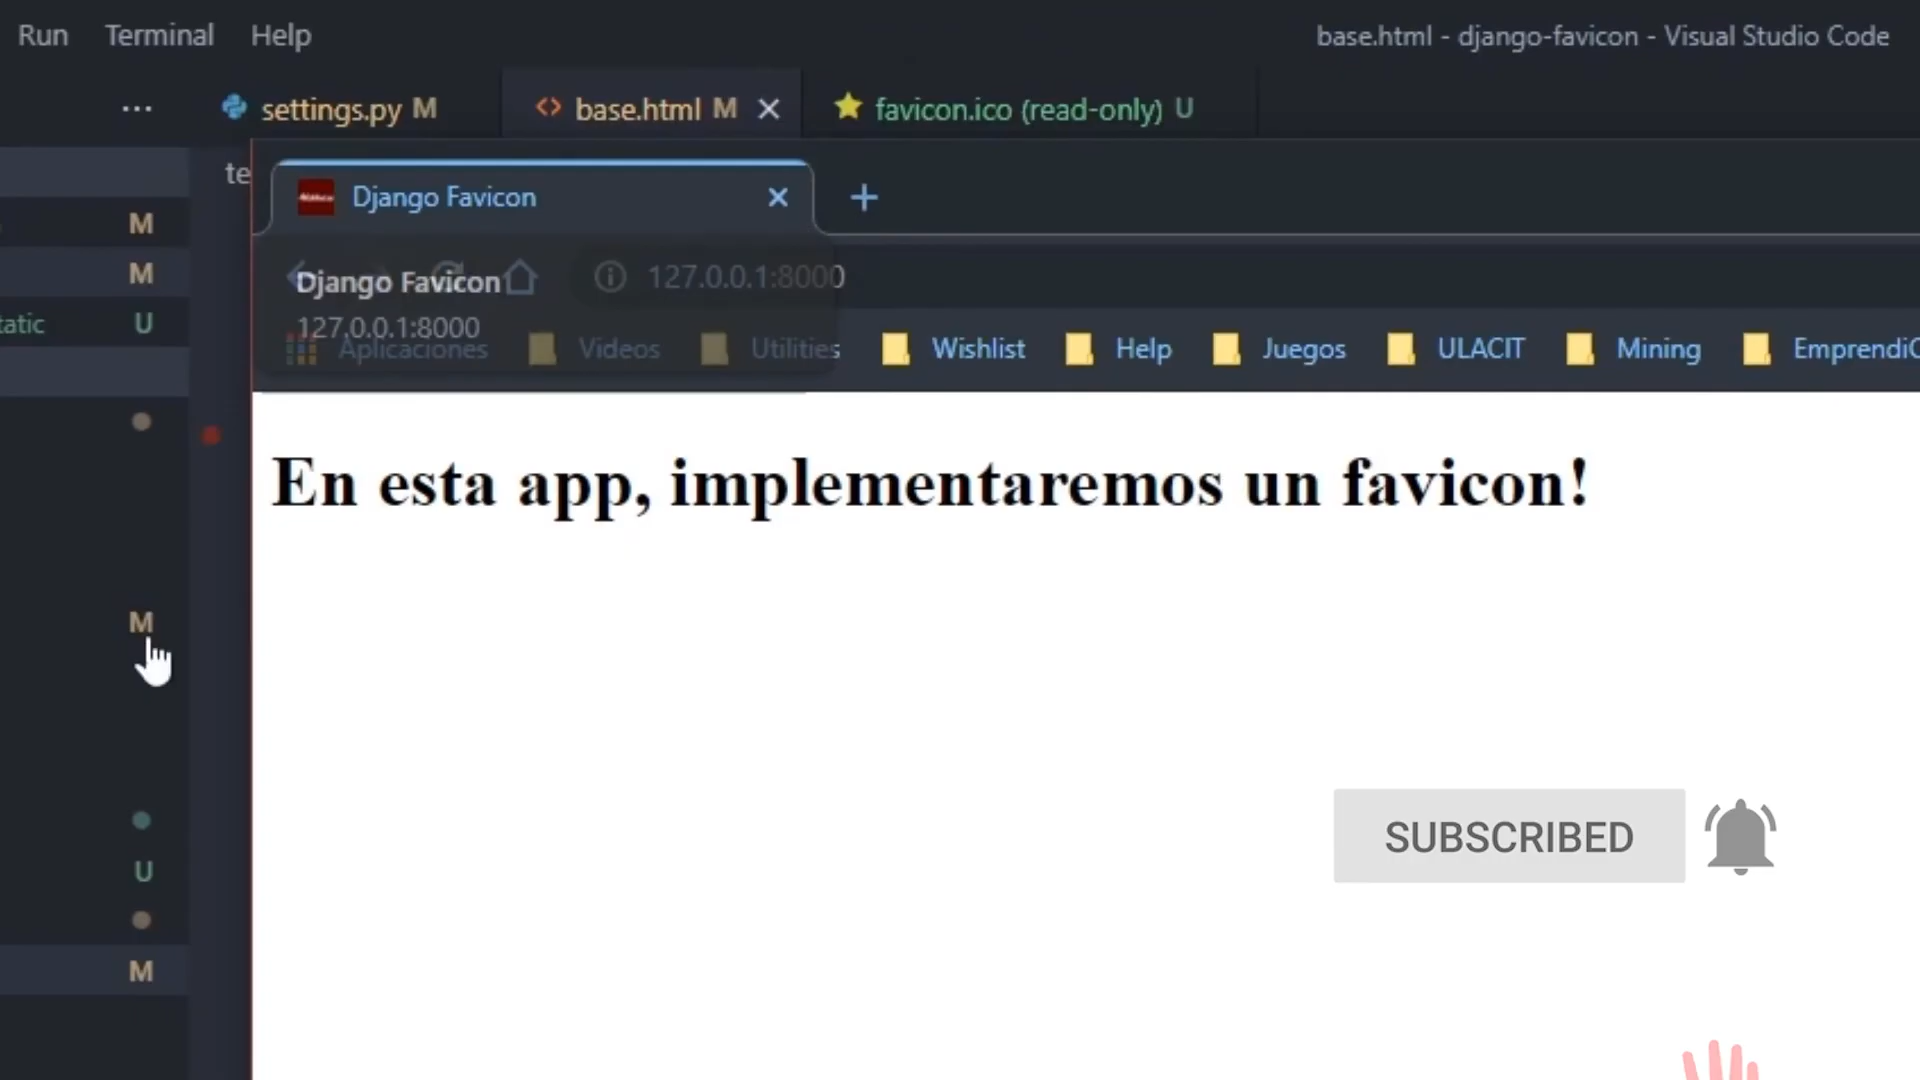 Run Terminal Help base.html - django-favicon - Visual Studio Code
... settings.py M base.html M favicon.ico (read-only) U
te
Django Favicon
M
M
Django Favicon 127.0.0.1:8000
127.0.0.1:8000
tatic U
Aplicaciones Videos Utilities Wishlist Help Juegos ULACIT Mining Emprendi
En esta app, implementaremos un favicon!
M
SUBSCRIBED
U
M